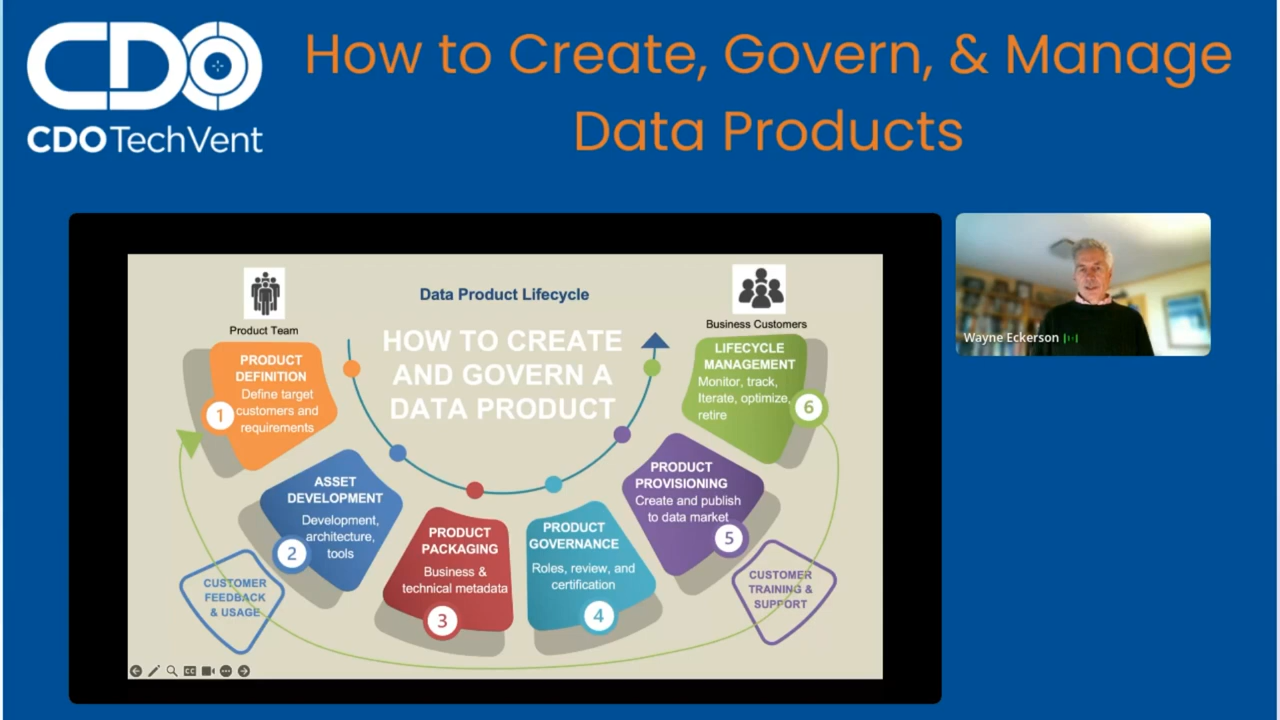 CDO
CDO TechVent
How to Create, Govern, & Manage
Data Products
Product Team
Data Product Lifecycle
Business Customers
HOW TO CREATE
AND GOVERN A
DATA PRODUCT
PRODUCT
DEFINITION
Define target
customers and
requirements
1
ASSET
DEVELOPMENT
Development,
architecture,
tools
2
PRODUCT
PACKAGING
Business &
technical metadata
3
PRODUCT
GOVERNANCE
Roles, review, and
certification
4
PRODUCT
PROVISIONING
Create and publish
to data market
5
LIFECYCLE
MANAGEMENT
Monitor, track,
Iterate, optimize,
retire
6
CUSTOMER
FEEDBACK
& USAGE
CUSTOMER
TRAINING &
SUPPORT
CC
Wayne Eckerson